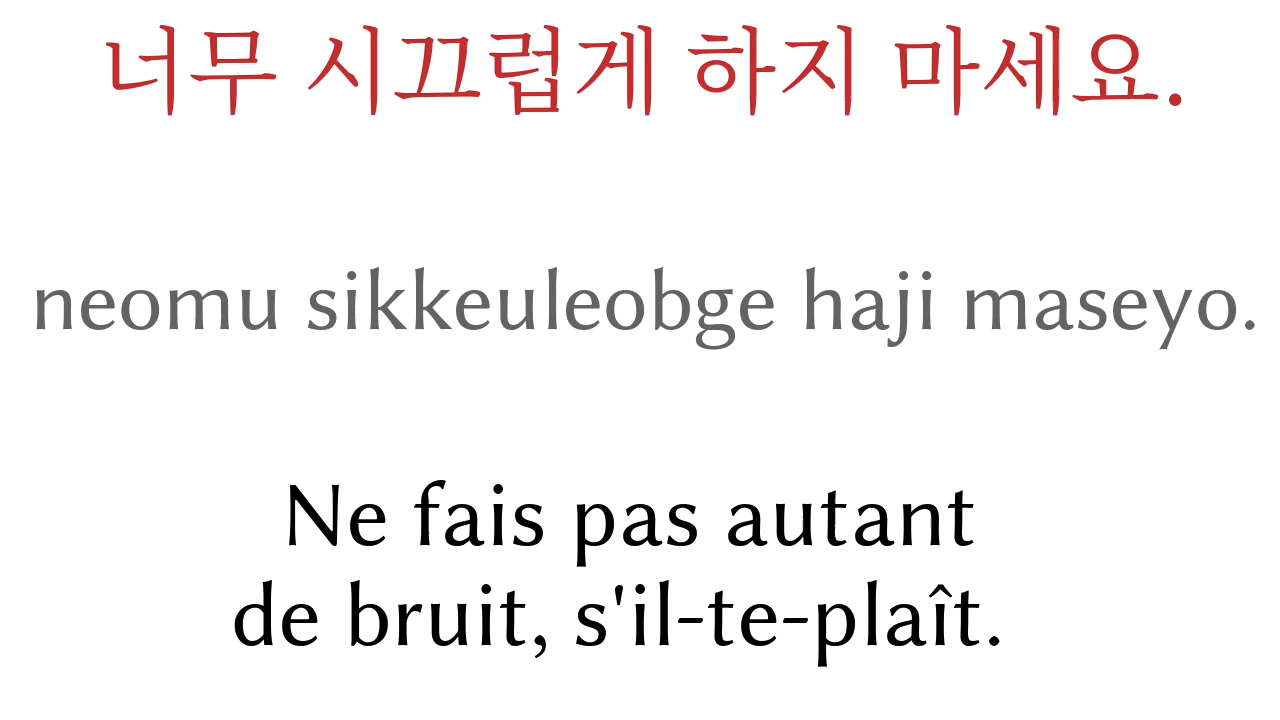 너무 시끄럽게 하지 마세요.
neomu sikkeuleobge haji maseyo.
Ne fais pas autant
de bruit, s'il-te-plaît.